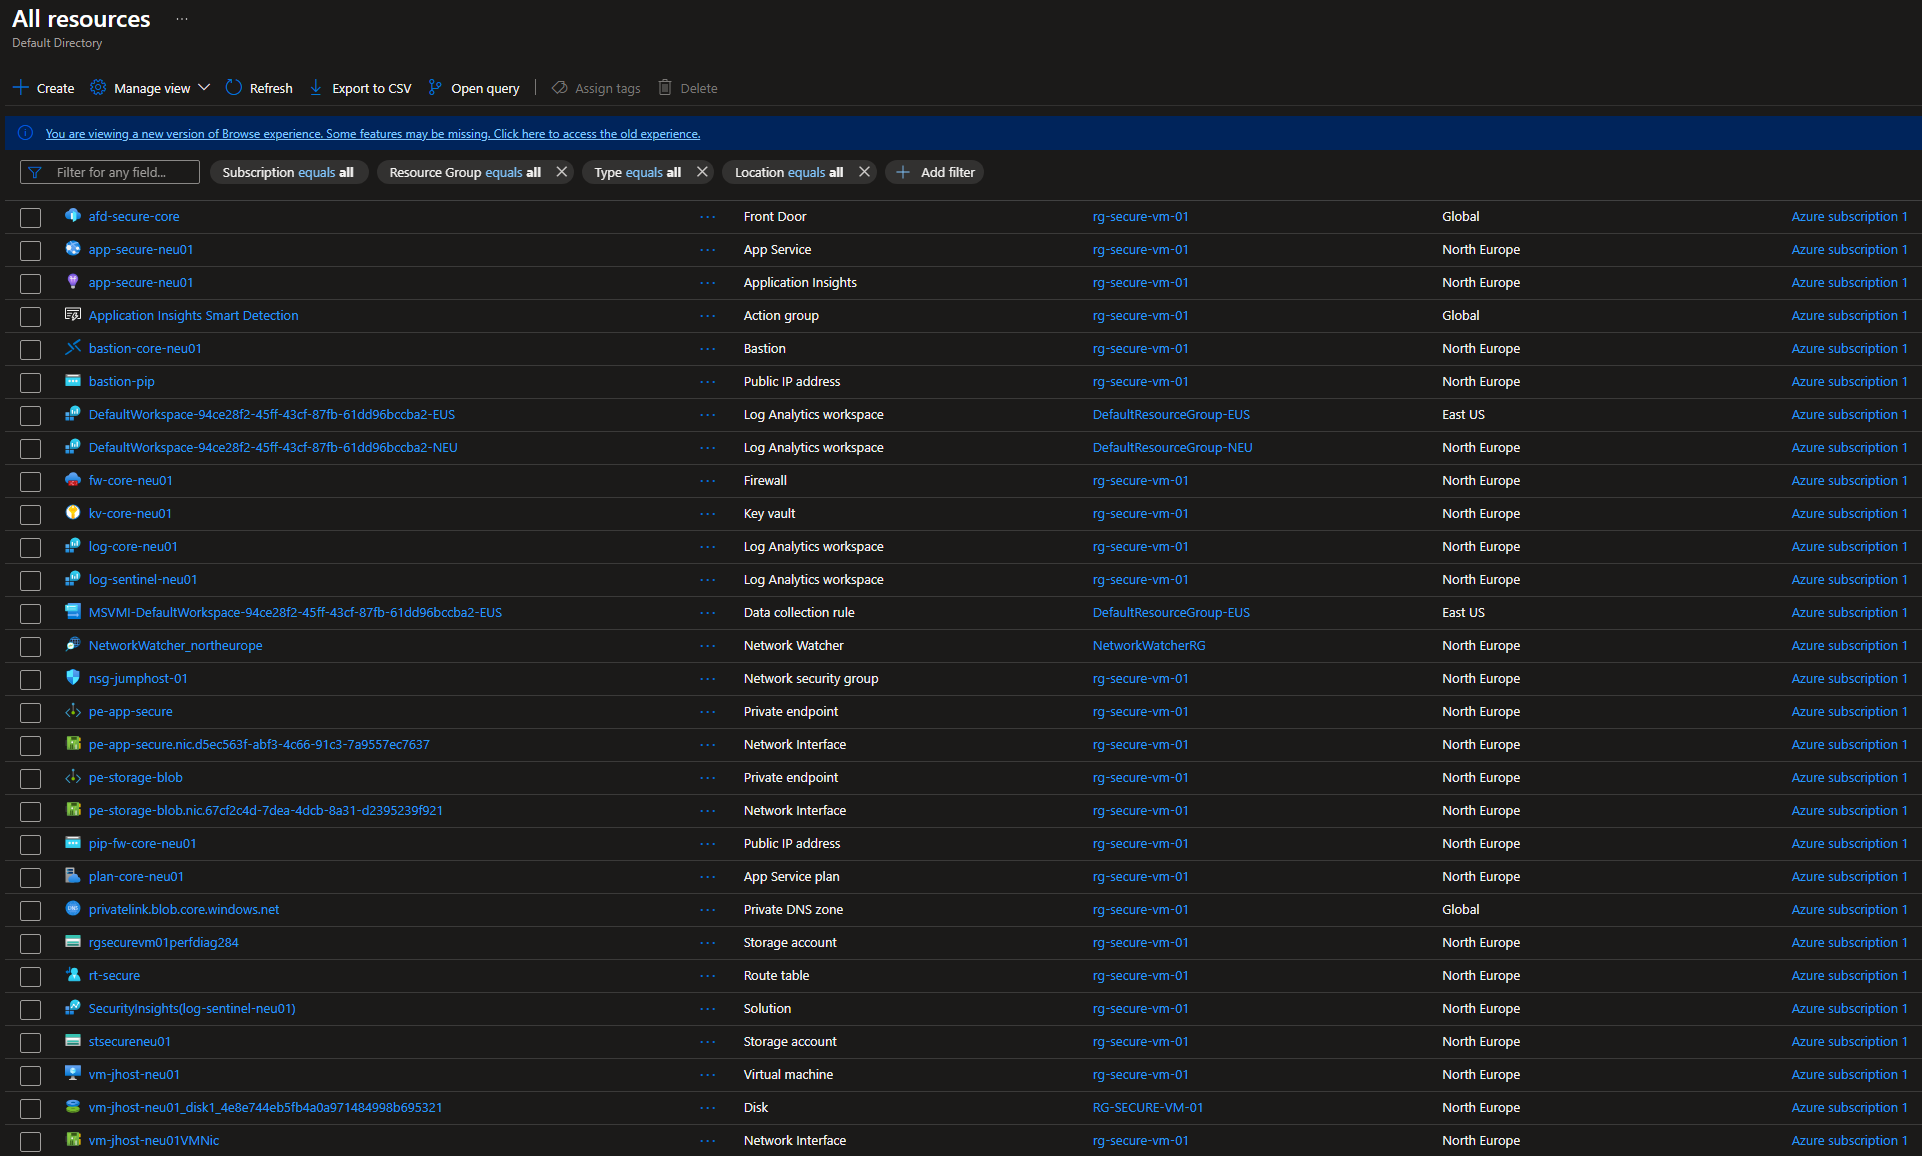 All resources ...
Default Directory
Create Manage view Refresh Export to CSV Open query Assign tags Delete
You are viewing a new version of Browse experience. Some features may be missing. Click here to access the old experience.
Filter for any field... Subscription equals all Resource Group equals all Type equals all Location equals all Add filter
afd-secure-core ... Front Door rg-secure-vm-01 Global Azure subscription 1
app-secure-neu01 ... App Service rg-secure-vm-01 North Europe Azure subscription 1
app-secure-neu01 ... Application Insights rg-secure-vm-01 North Europe Azure subscription 1
Application Insights Smart Detection ... Action group rg-secure-vm-01 Global Azure subscription 1
bastion-core-neu01 ... Bastion rg-secure-vm-01 North Europe Azure subscription 1
bastion-pip ... Public IP address rg-secure-vm-01 North Europe Azure subscription 1
DefaultWorkspace-94ce28f2-45ff-43cf-87fb-61dd96bccba2-EUS ... Log Analytics workspace DefaultResourceGroup-EUS East US Azure subscription 1
DefaultWorkspace-94ce28f2-45ff-43cf-87fb-61dd96bccba2-NEU ... Log Analytics workspace DefaultResourceGroup-NEU North Europe Azure subscription 1
fw-core-neu01 ... Firewall rg-secure-vm-01 North Europe Azure subscription 1
kv-core-neu01 ... Key vault rg-secure-vm-01 North Europe Azure subscription 1
log-core-neu01 ... Log Analytics workspace rg-secure-vm-01 North Europe Azure subscription 1
log-sentinel-neu01 ... Log Analytics workspace rg-secure-vm-01 North Europe Azure subscription 1
MSVMI-DefaultWorkspace-94ce28f2-45ff-43cf-87fb-61dd96bccba2-EUS ... Data collection rule DefaultResourceGroup-EUS East US Azure subscription 1
NetworkWatcher_northeurope ... Network Watcher NetworkWatcherRG North Europe Azure subscription 1
nsg-jumphost-01 ... Network security group rg-secure-vm-01 North Europe Azure subscription 1
pe-app-secure ... Private endpoint rg-secure-vm-01 North Europe Azure subscription 1
pe-app-secure.nic.d5ec563f-abf3-4c66-91c3-7a9557ec7637 ... Network Interface rg-secure-vm-01 North Europe Azure subscription 1
pe-storage-blob ... Private endpoint rg-secure-vm-01 North Europe Azure subscription 1
pe-storage-blob.nic.67cf2c4d-7dea-4dcb-8a31-d2395239f921 ... Network Interface rg-secure-vm-01 North Europe Azure subscription 1
pip-fw-core-neu01 ... Public IP address rg-secure-vm-01 North Europe Azure subscription 1
plan-core-neu01 ... App Service plan rg-secure-vm-01 North Europe Azure subscription 1
privatelink.blob.core.windows.net ... Private DNS zone rg-secure-vm-01 Global Azure subscription 1
rgsecurevm01perfdiag284 ... Storage account rg-secure-vm-01 North Europe Azure subscription 1
rt-secure ... Route table rg-secure-vm-01 North Europe Azure subscription 1
SecurityInsights(log-sentinel-neu01) ... Solution rg-secure-vm-01 North Europe Azure subscription 1
stsecureneu01 ... Storage account rg-secure-vm-01 North Europe Azure subscription 1
vm-jhost-neu01 ... Virtual machine rg-secure-vm-01 North Europe Azure subscription 1
vm-jhost-neu01_disk1_4e8e744eb5fb4a0a971484998b695321 ... Disk RG-SECURE-VM-01 North Europe Azure subscription 1
vm-jhost-neu01VMNic ... Network Interface rg-secure-vm-01 North Europe Azure subscription 1